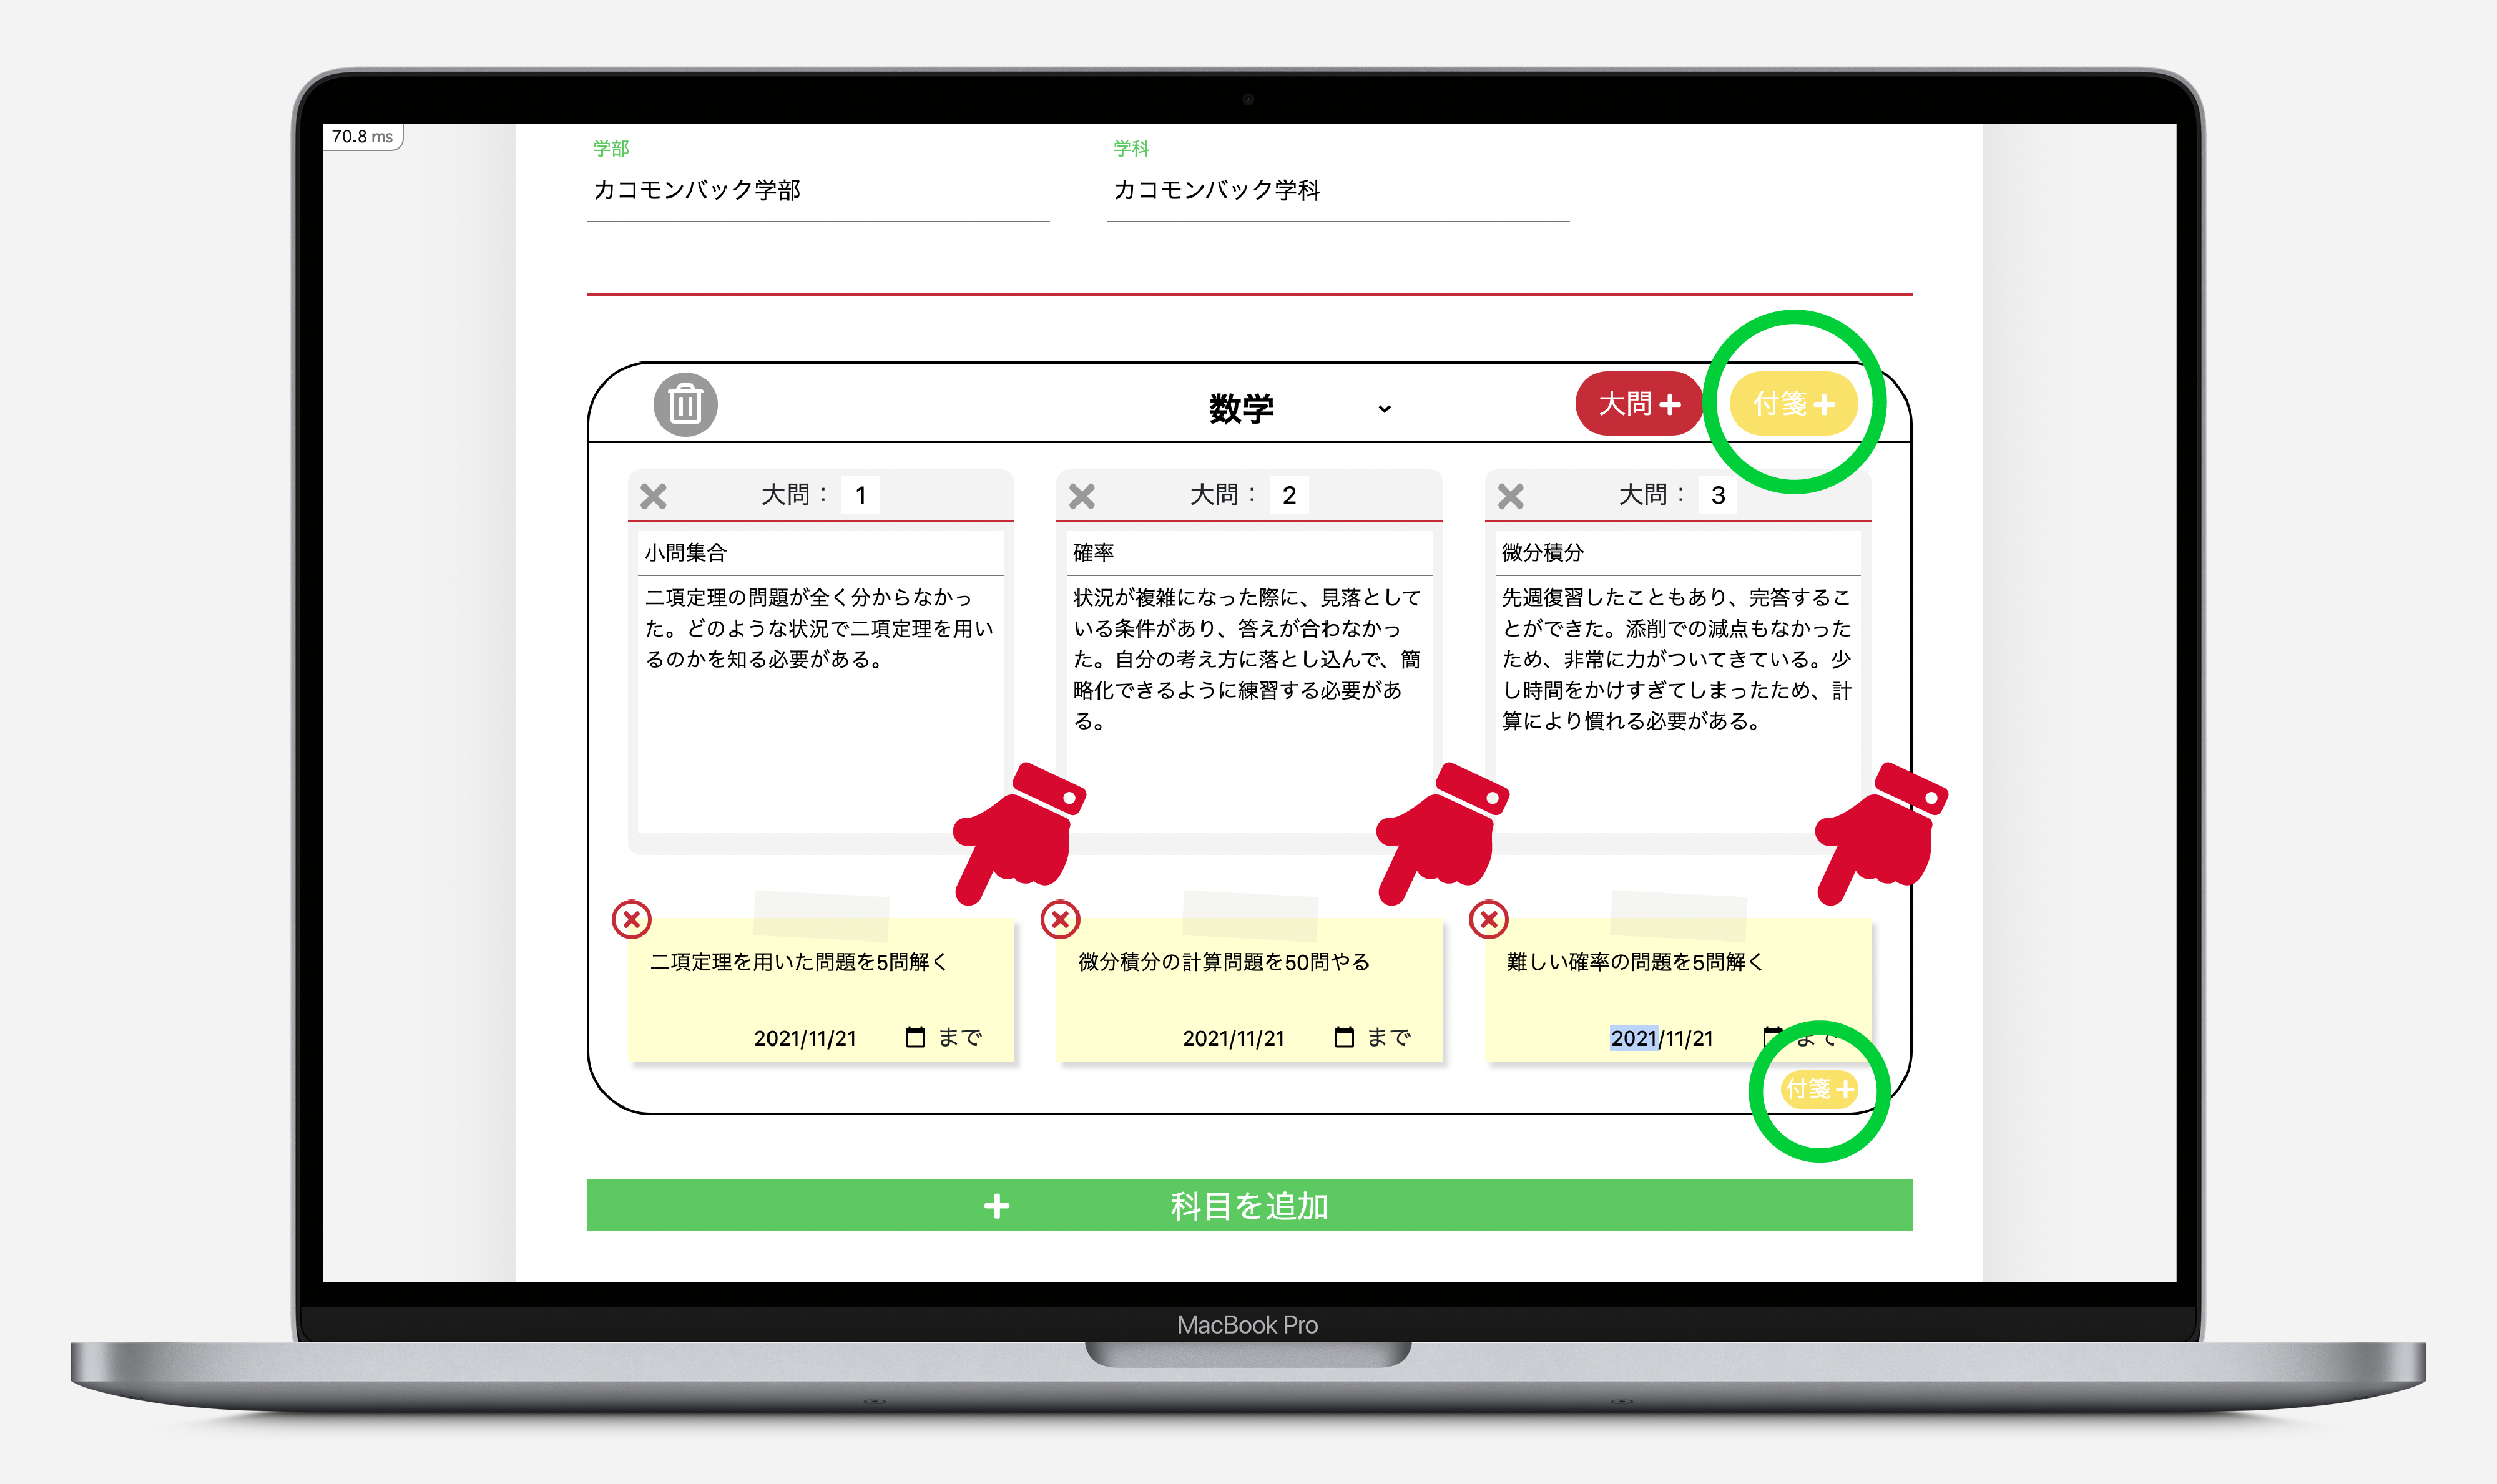 70.8 ms
学部
学科
カコモンバック学部
カコモンバック学科
数学
大問
付箋
大問： 1
小問集合
二項定理の問題が全く分からなかっ
た。どのような状況で二項定理を用い
るのかを知る必要がある。
大問： 2
確率
状況が複雑になった際に、見落として
いる条件があり、答えが合わなかっ
た。自分の考え方に落とし込んで、簡
略化できるように練習する必要があ
る。
大問： 3
微分積分
先週復習したこともあり、完答するこ
とができた。添削での減点もなかった
ため、非常に力がついてきている。少
し時間をかけすぎてしまったため、計
算により慣れる必要がある。
二項定理を用いた問題を5問解く
2021/11/21 まで
微分積分の計算問題を50問やる
2021/11/21 まで
難しい確率の問題を5問解く
2021/11/21 まで
付箋
科目を追加
MacBook Pro